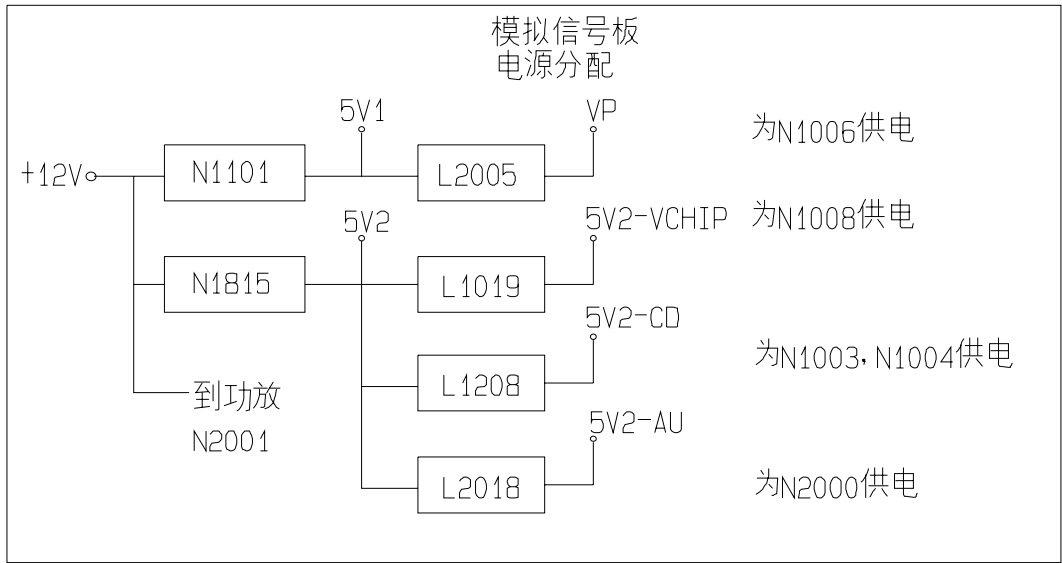 模拟信号板
电源分配
5V1
VP
为N1006供电
+12V
N1101
L2005
5V2
5V2-VCHIP
为N1008供电
N1815
L1019
5V2-CD
为N1003,N1004供电
到功放
N2001
L1208
5V2-AU
L2018
为N2000供电